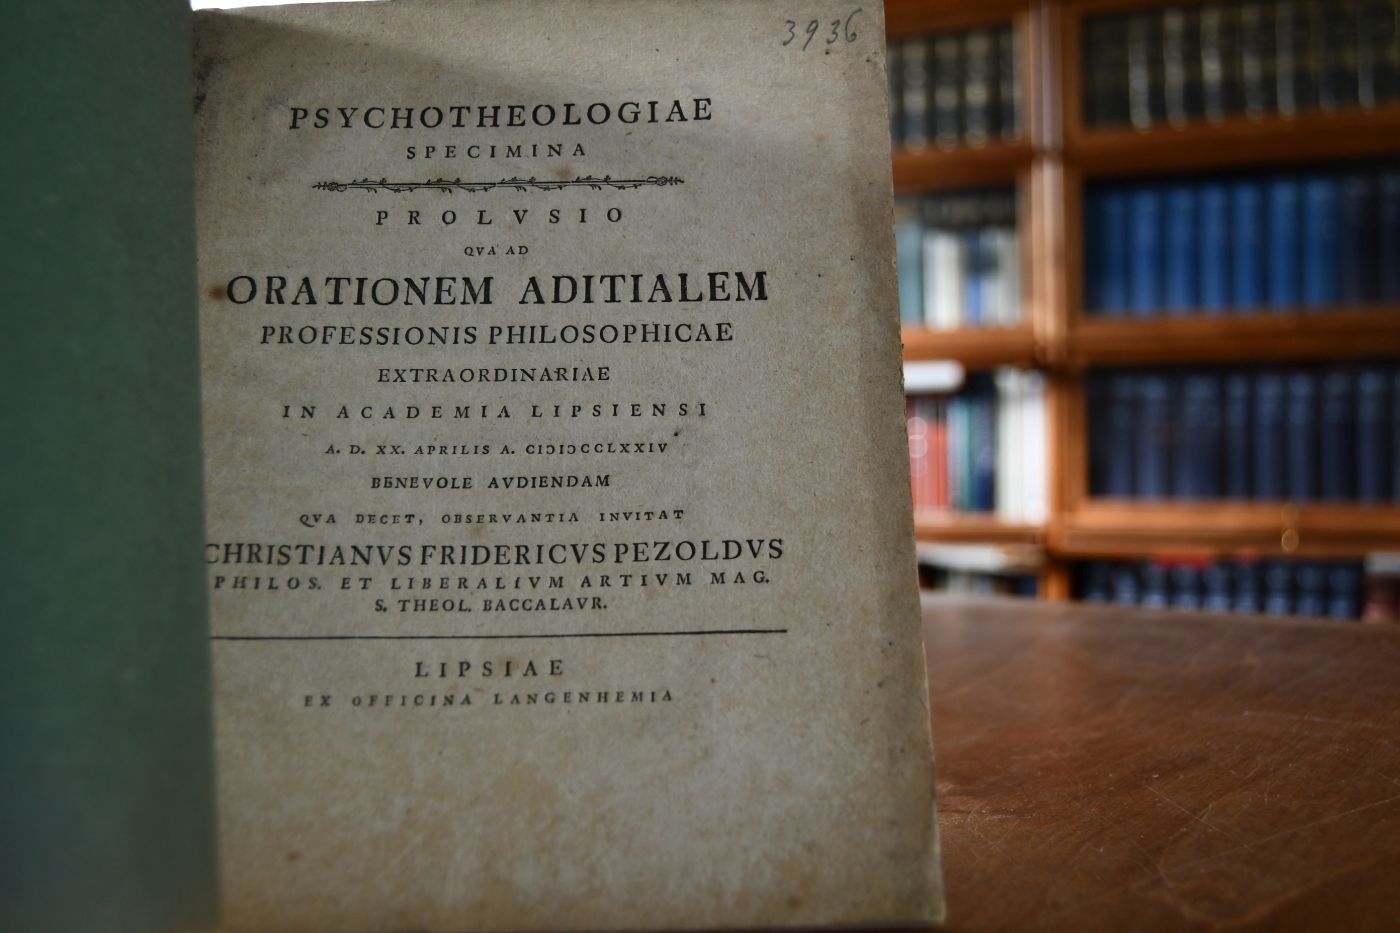 3936
PSYCHOTHEOLOGIAE
SPECIMINA
PROLVSIO
QVA AD
ORATIONEM ADITIALEM
PROFESSIONIS PHILOSOPHICAE
EXTRAORDINARIAE
IN ACADEMIA LIPSIENSI
A. D. XX. APRILIS A. CIƆIƆCCLXXIV
BENEVOLE AVDIENDAM
QVA DECET, OBSERVANTIA INVITAT
CHRISTIANVS FRIDERICVS PEZOLDVS
PHILOS. ET LIBERALIVM ARTIVM MAG.
S. THEOL. BACCALAVR.
LIPSIAE
EX OFFICINA LANGENHEMIA